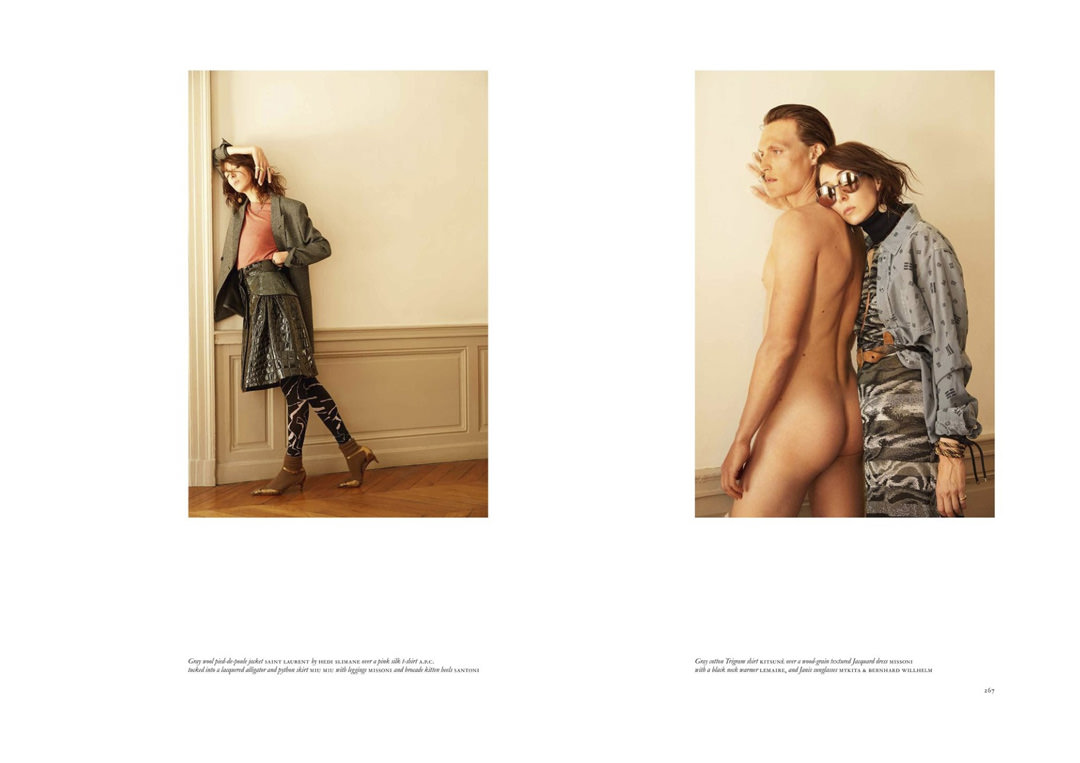 Gray wool pied-de-poule jacket SAINT LAURENT by HEDI SLIMANE over a pink silk t-shirt A.P.C.
tucked into a lacquered alligator and python skirt MIU MIU with leggings MISSONI and brocade kitten heels SANTONI
Gray cotton Trigram shirt KITSUNÉ over a wood-grain textured Jacquard dress MISSONI
with a black neck warmer LEMAIRE, and Janis sunglasses MYKITA & BERNHARD WILLHELM
267